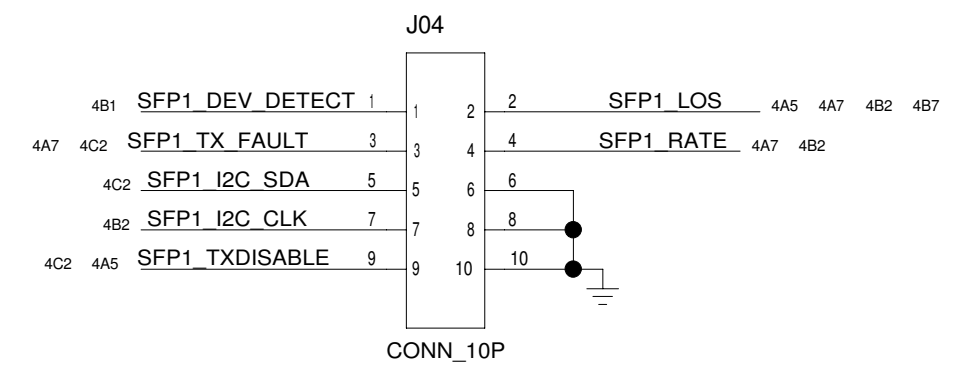 J04
4B1 SFP1_DEV_DETECT 1 1 2 2 SFP1_LOS 4A5 4A7 4B2 4B7
4A7 4C2 SFP1_TX_FAULT 3 3 4 4 SFP1_RATE 4A7 4B2
4C2 SFP1_I2C_SDA 5 5 6 6
4B2 SFP1_I2C_CLK 7 7 8 8
4C2 4A5 SFP1_TXDISABLE 9 9 10 10
CONN_10P